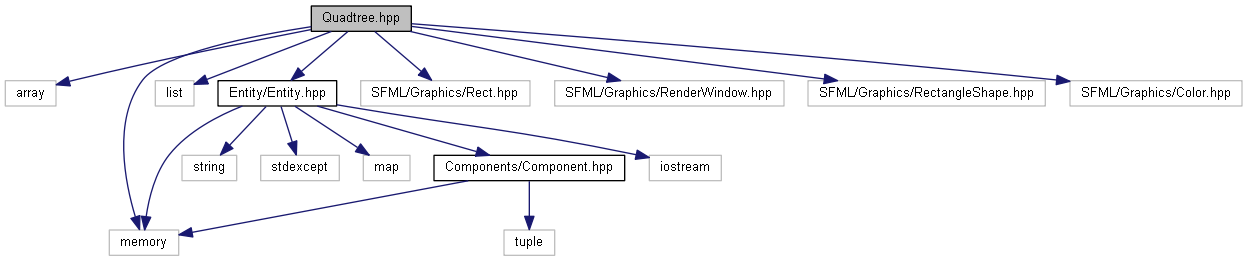 Quadtree.hpp
array
list
Entity/Entity.hpp
SFML/Graphics/Rect.hpp
SFML/Graphics/RenderWindow.hpp
SFML/Graphics/RectangleShape.hpp
SFML/Graphics/Color.hpp
string
stdexcept
map
Components/Component.hpp
iostream
memory
tuple